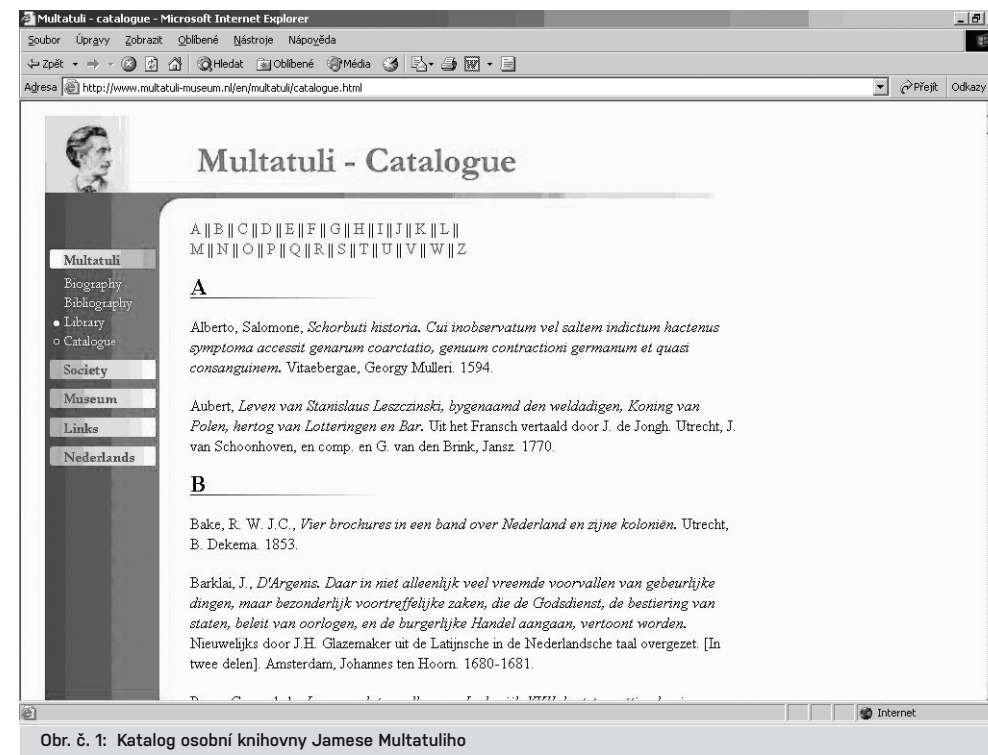 Multatuli - catalogue - Microsoft Internet Explorer
Soubor Úpravy Zobrazit Oblíbené Nástroje Nápověda
Zpět Hledat Oblíbené Média
Adresa http://www.multatuli-museum.nl/en/multatuli/catalogue.html Přejít Odkazy
Multatuli - Catalogue
A || B || C || D || E || F || G || H || I || J || K || L ||
M || N || O || P || Q || R || S || T || U || V || W || Z
Multatuli
Biography
Bibliography
Library
Catalogue
Society
Museum
Links
Nederlands
A
Alberto, Salomone, Schorbuti historia. Cui inobservatum vel saltem indictum hactenus
symptoma accessit genarum coarctatio, genuum contractioni germanum et quasi
consanguinem. Vitaebergae, Georgy Mulleri. 1594.
Aubert, Leven van Stanislaus Leszczinski, bygenaamd den weldadigen, Koning van
Polen, hertog van Lotteringen en Bar. Uit het Fransch vertaald door J. de Jongh. Utrecht, J.
van Schoonhoven, en comp. en G. van den Brink, Jansz. 1770.
B
Bake, R. W. J.C., Vier brochures in een band over Nederland en zijne koloniën. Utrecht,
B. Dekema. 1853.
Barklai, J., D'Argenis. Daar in niet alleenlijk veel vreemde voorvallen van gebeurlijke
dingen, maar bezonderlijk voortreffelijke zaken, die de Godsdienst, de bestiering van
staten, beleit van oorlogen, en de burgerlijke Handel aangaan, vertoont worden.
Nieuwelijks door J.H. Glazemaker uit de Latijnsche in de Nederlandsche taal overgezet. [In
twee delen]. Amsterdam, Johannes ten Hoorn. 1680-1681.
Internet
Obr. č. 1: Katalog osobní knihovny Jamese Multatuliho